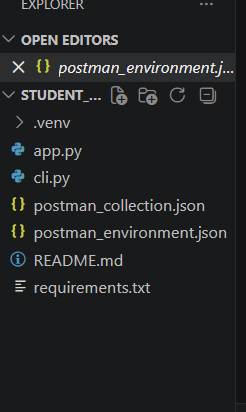 EXPLORER
OPEN EDITORS
postman_environment.j...
STUDENT_...
.venv
app.py
cli.py
postman_collection.json
postman_environment.json
README.md
requirements.txt